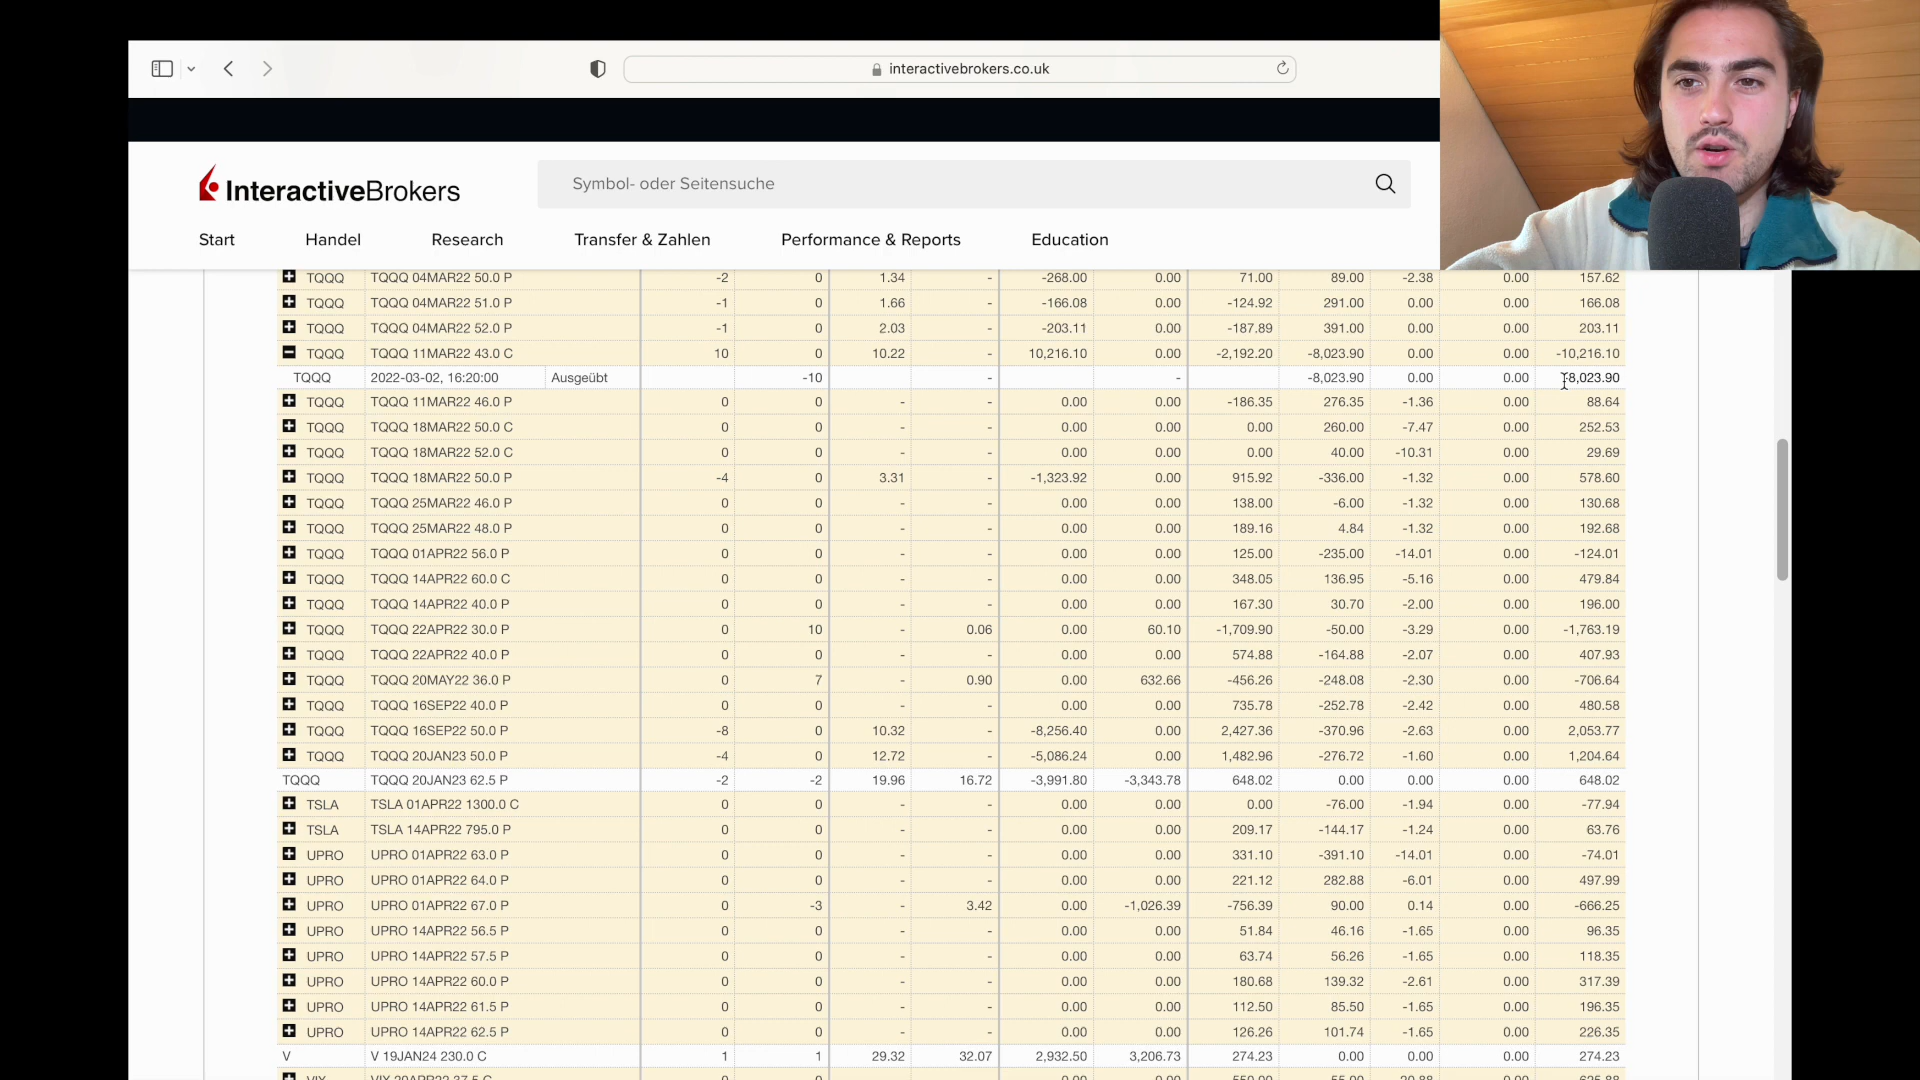 interactivebrokers.co.uk
InteractiveBrokers
Symbol- oder Seitensuche
Start Handel Research Transfer & Zahlen Performance & Reports Education
TQQQ TQQQ 04MAR22 50.0 P -2 0 1.34 - -268.00 0.00 71.00 89.00 -2.38 0.00 157.62
TQQQ TQQQ 04MAR22 51.0 P -1 0 1.66 - -166.08 0.00 -124.92 291.00 0.00 0.00 166.08
TQQQ TQQQ 04MAR22 52.0 P -1 0 2.03 - -203.11 0.00 -187.89 391.00 0.00 0.00 203.11
TQQQ TQQQ 11MAR22 43.0 C 10 0 10.22 - 10,216.10 0.00 -2,192.20 -8,023.90 0.00 0.00 -10,216.10
TQQQ 2022-03-02, 16:20:00 Ausgeübt -10 - - -8,023.90 0.00 0.00 -8,023.90
TQQQ TQQQ 11MAR22 46.0 P 0 0 - - 0.00 0.00 -186.35 276.35 -1.36 0.00 88.64
TQQQ TQQQ 18MAR22 50.0 C 0 0 - - 0.00 0.00 0.00 260.00 -7.47 0.00 252.53
TQQQ TQQQ 18MAR22 52.0 C 0 0 - - 0.00 0.00 0.00 40.00 -10.31 0.00 29.69
TQQQ TQQQ 18MAR22 50.0 P -4 0 3.31 - -1,323.92 0.00 915.92 -336.00 -1.32 0.00 578.60
TQQQ TQQQ 25MAR22 46.0 P 0 0 - - 0.00 0.00 138.00 -6.00 -1.32 0.00 130.68
TQQQ TQQQ 25MAR22 48.0 P 0 0 - - 0.00 0.00 189.16 4.84 -1.32 0.00 192.68
TQQQ TQQQ 01APR22 56.0 P 0 0 - - 0.00 0.00 125.00 -235.00 -14.01 0.00 -124.01
TQQQ TQQQ 14APR22 60.0 C 0 0 - - 0.00 0.00 348.05 136.95 -5.16 0.00 479.84
TQQQ TQQQ 14APR22 40.0 P 0 0 - - 0.00 0.00 167.30 30.70 -2.00 0.00 196.00
TQQQ TQQQ 22APR22 30.0 P 0 10 - 0.06 0.00 60.10 -1,709.90 -50.00 -3.29 0.00 -1,763.19
TQQQ TQQQ 22APR22 40.0 P 0 0 - - 0.00 0.00 574.88 -164.88 -2.07 0.00 407.93
TQQQ TQQQ 20MAY22 36.0 P 0 7 - 0.90 0.00 632.66 -456.26 -248.08 -2.30 0.00 -706.64
TQQQ TQQQ 16SEP22 40.0 P 0 0 - - 0.00 0.00 735.78 -252.78 -2.42 0.00 480.58
TQQQ TQQQ 16SEP22 50.0 P -8 0 10.32 - -8,256.40 0.00 2,427.36 -370.96 -2.63 0.00 2,053.77
TQQQ TQQQ 20JAN23 50.0 P -4 0 12.72 - -5,086.24 0.00 1,482.96 -276.72 -1.60 0.00 1,204.64
TQQQ TQQQ 20JAN23 62.5 P -2 -2 19.96 16.72 -3,991.80 -3,343.78 648.02 0.00 0.00 0.00 648.02
TSLA TSLA 01APR22 1300.0 C 0 0 - - 0.00 0.00 0.00 -76.00 -1.94 0.00 -77.94
TSLA TSLA 14APR22 795.0 P 0 0 - - 0.00 0.00 209.17 -144.17 -1.24 0.00 63.76
UPRO UPRO 01APR22 63.0 P 0 0 - - 0.00 0.00 331.10 -391.10 -14.01 0.00 -74.01
UPRO UPRO 01APR22 64.0 P 0 0 - - 0.00 0.00 221.12 282.88 -6.01 0.00 497.99
UPRO UPRO 01APR22 67.0 P 0 -3 - 3.42 0.00 -1,026.39 -756.39 90.00 0.14 0.00 -666.25
UPRO UPRO 14APR22 56.5 P 0 0 - - 0.00 0.00 51.84 46.16 -1.65 0.00 96.35
UPRO UPRO 14APR22 57.5 P 0 0 - - 0.00 0.00 63.74 56.26 -1.65 0.00 118.35
UPRO UPRO 14APR22 60.0 P 0 0 - - 0.00 0.00 180.68 139.32 -2.61 0.00 317.39
UPRO UPRO 14APR22 61.5 P 0 0 - - 0.00 0.00 112.50 85.50 -1.65 0.00 196.35
UPRO UPRO 14APR22 62.5 P 0 0 - - 0.00 0.00 126.26 101.74 -1.65 0.00 226.35
V V 19JAN24 230.0 C 1 1 29.32 32.07 2,932.50 3,206.73 274.23 0.00 0.00 0.00 274.23